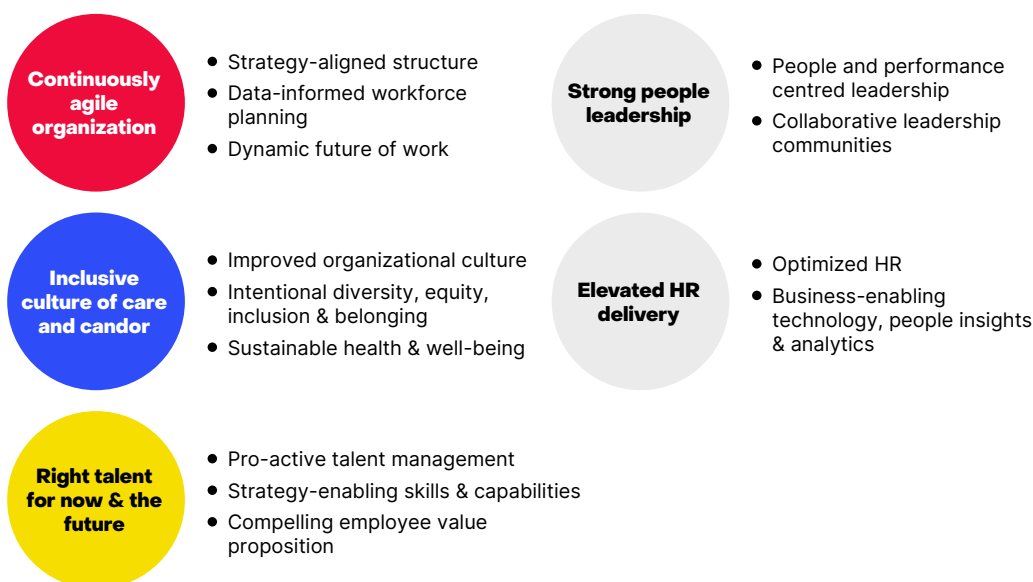 Continuously
agile
organization
• Strategy-aligned structure
• Data-informed workforce
planning
• Dynamic future of work
Inclusive
culture of care
and candor
• Improved organizational culture
• Intentional diversity, equity,
inclusion & belonging
• Sustainable health & well-being
Right talent
for now & the
future
• Pro-active talent management
• Strategy-enabling skills & capabilities
• Compelling employee value
proposition
Strong people
leadership
• People and performance
centred leadership
• Collaborative leadership
communities
Elevated HR
delivery
• Optimized HR
• Business-enabling
technology, people insights
& analytics